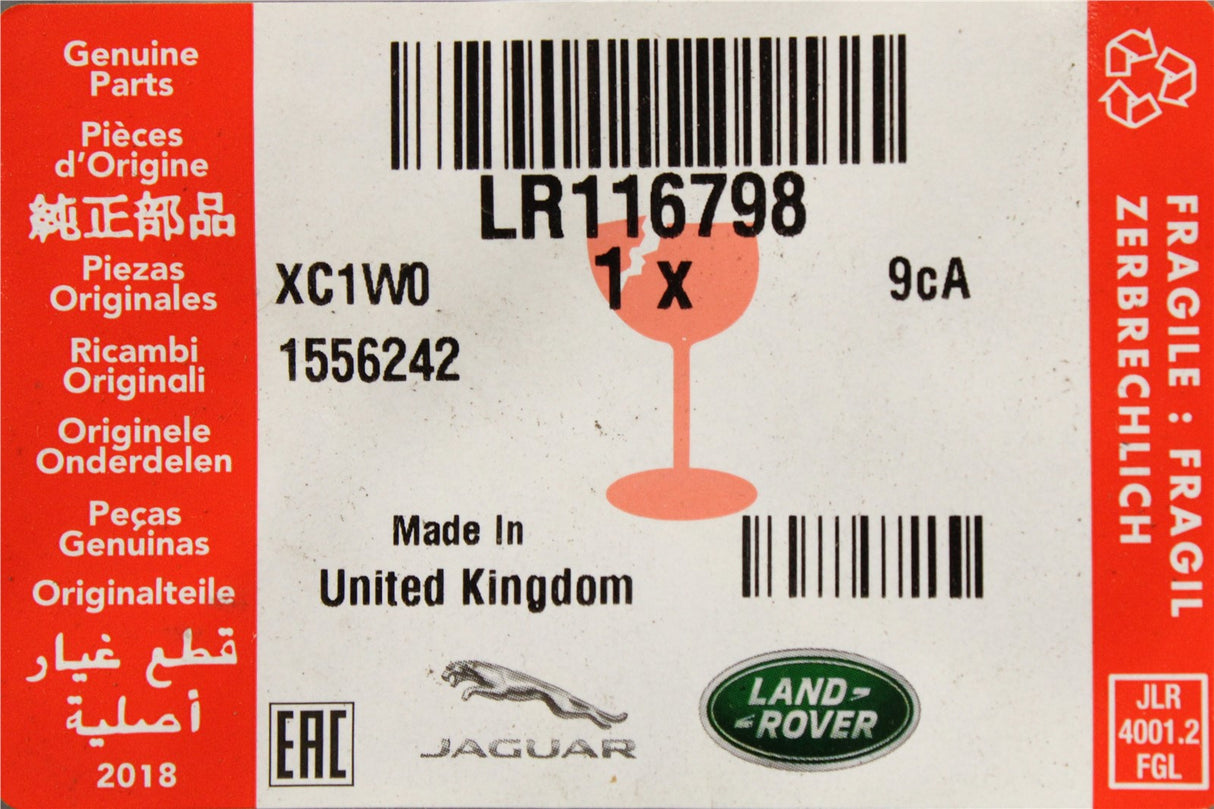 Genuine
Parts
Pièces
d'Origine
純正部品
Piezas
Originales
Ricambi
Originali
Originele
Onderdelen
Peças
Genuinas
Originalteile
قطع غيار
أصلية
2018
LR116798
XC1W0
1 x
9cA
1556242
Made In
United Kingdom
EAC
JAGUAR
LAND
ROVER
FRAGILE : FRAGIL
ZERBRECHLICH
JLR
4001.2
FGL